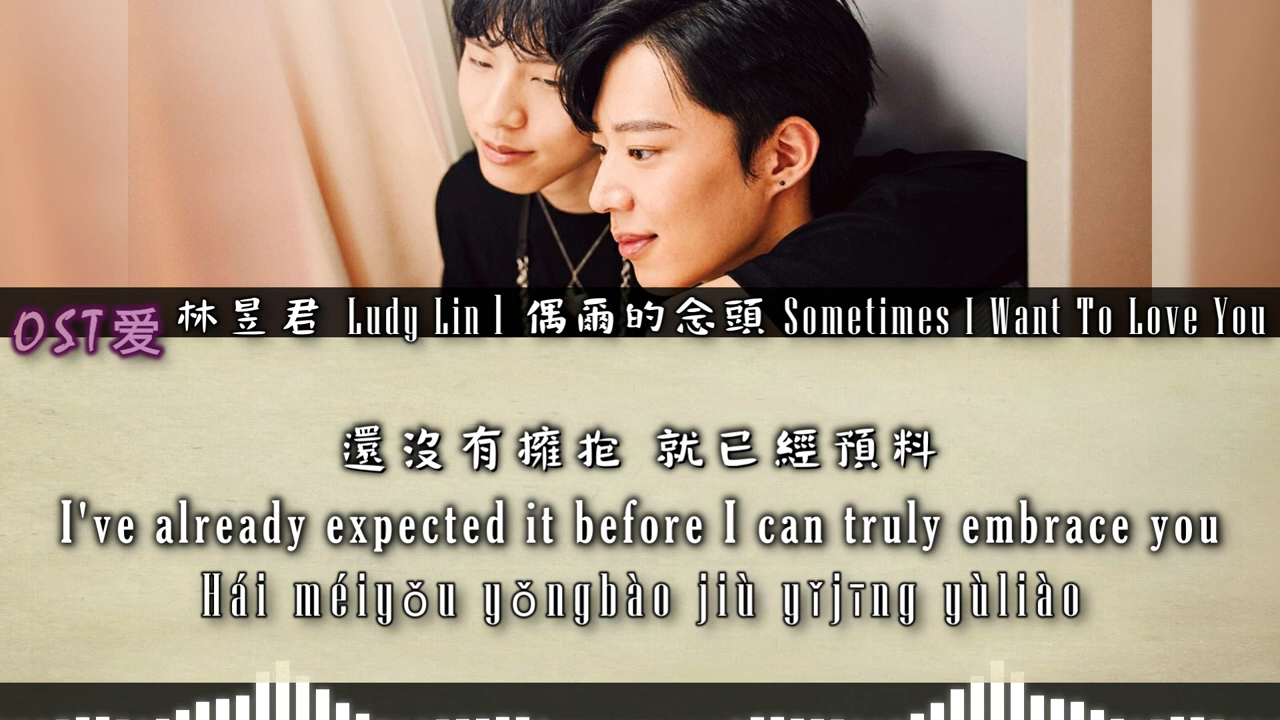 OST爱
林昱君 Ludy Lin l 偶爾的念頭 Sometimes I Want To Love You
還沒有擁抱 就已經預料
I've already expected it before I can truly embrace you
Hái méiyǒu yǒngbào jiù yǐjīng yùliào